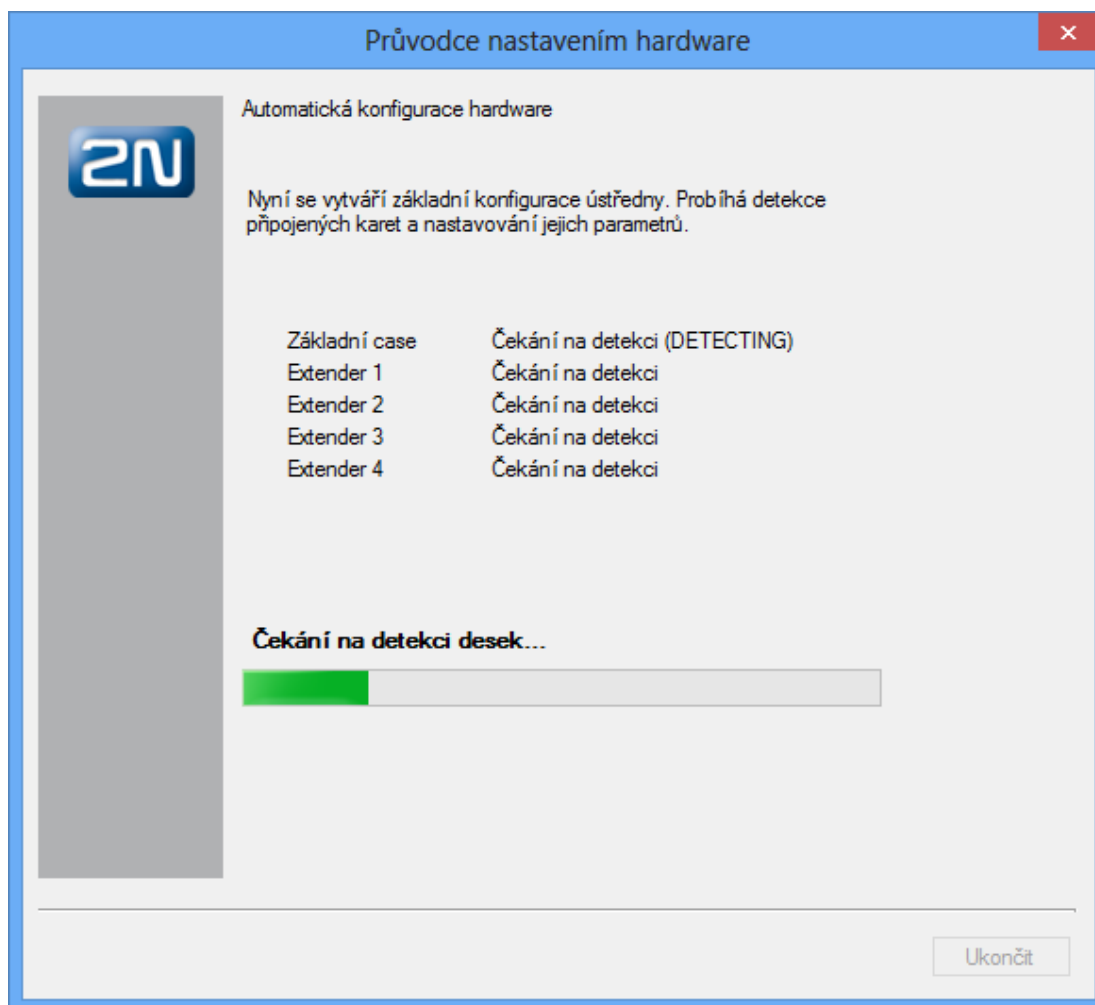 Průvodce nastavením hardware
2N
Automatická konfigurace hardware
Nyní se vytváří základní konfigurace ústředny. Probíhá detekce
připojených karet a nastavování jejich parametrů.
Základní case Čekání na detekci (DETECTING)
Extender 1 Čekání na detekci
Extender 2 Čekání na detekci
Extender 3 Čekání na detekci
Extender 4 Čekání na detekci
Čekání na detekci desek...
Ukončit